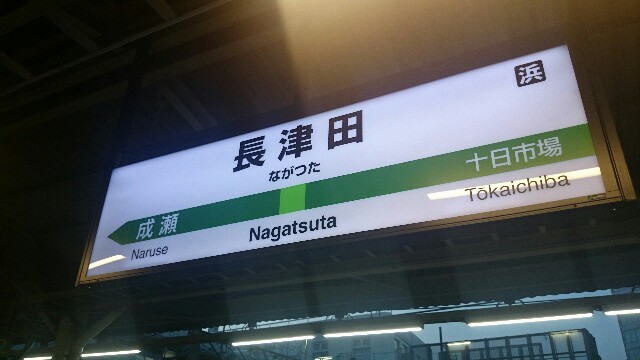 浜
長津田
ながつた
十日市場
成瀬
Tōkaichiba
Nagatsuta
Naruse